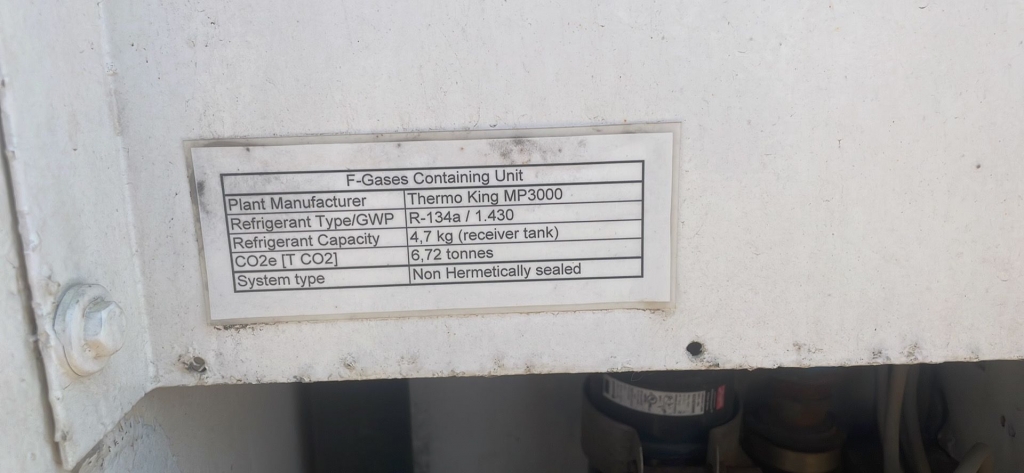 F-Gases Containing Unit
Plant Manufacturer Thermo King MP3000
Refrigerant Type/GWP R-134a / 1.430
Refrigerant Capacity 4,7 kg (receiver tank)
CO2e [T CO2] 6,72 tonnes
System type Non Hermetically sealed